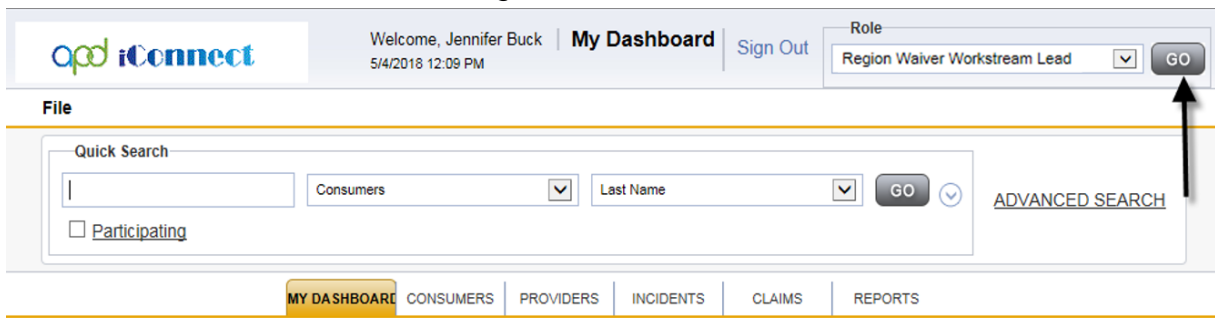 apd iConnect
Welcome, Jennifer Buck
5/4/2018 12:09 PM
My Dashboard
Sign Out
Role
Region Waiver Workstream Lead
GO
File
Quick Search
Consumers
Last Name
GO
ADVANCED SEARCH
Participating
MY DASHBOARD CONSUMERS PROVIDERS INCIDENTS CLAIMS REPORTS